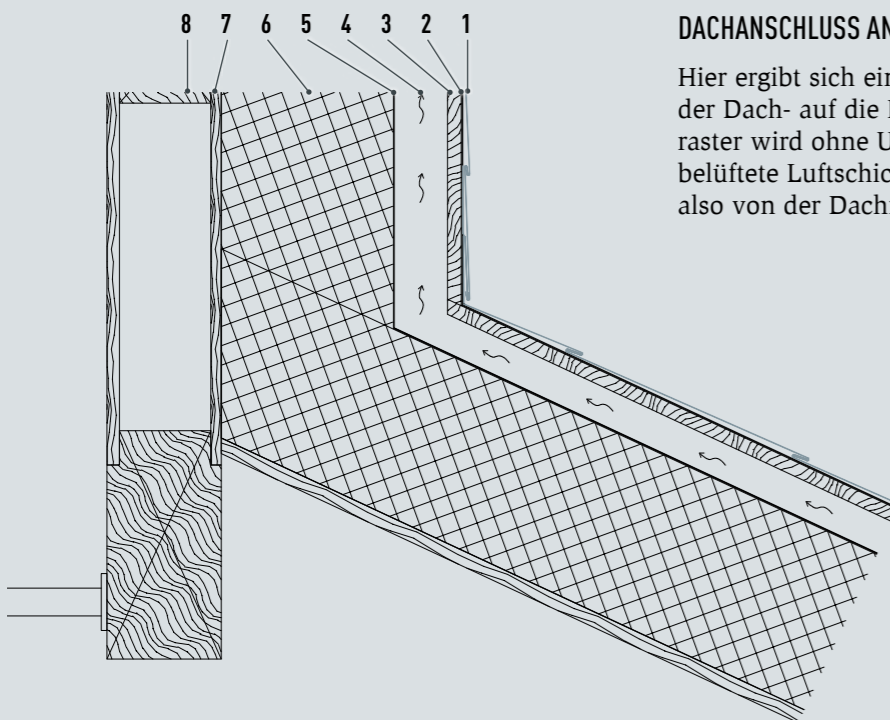 8 7 6 5 4 3 2 1
DACHANSCHLUSS AN
Hier ergibt sich ein
der Dach- auf die
raster wird ohne
belüftete Luftschic
also von der Dach